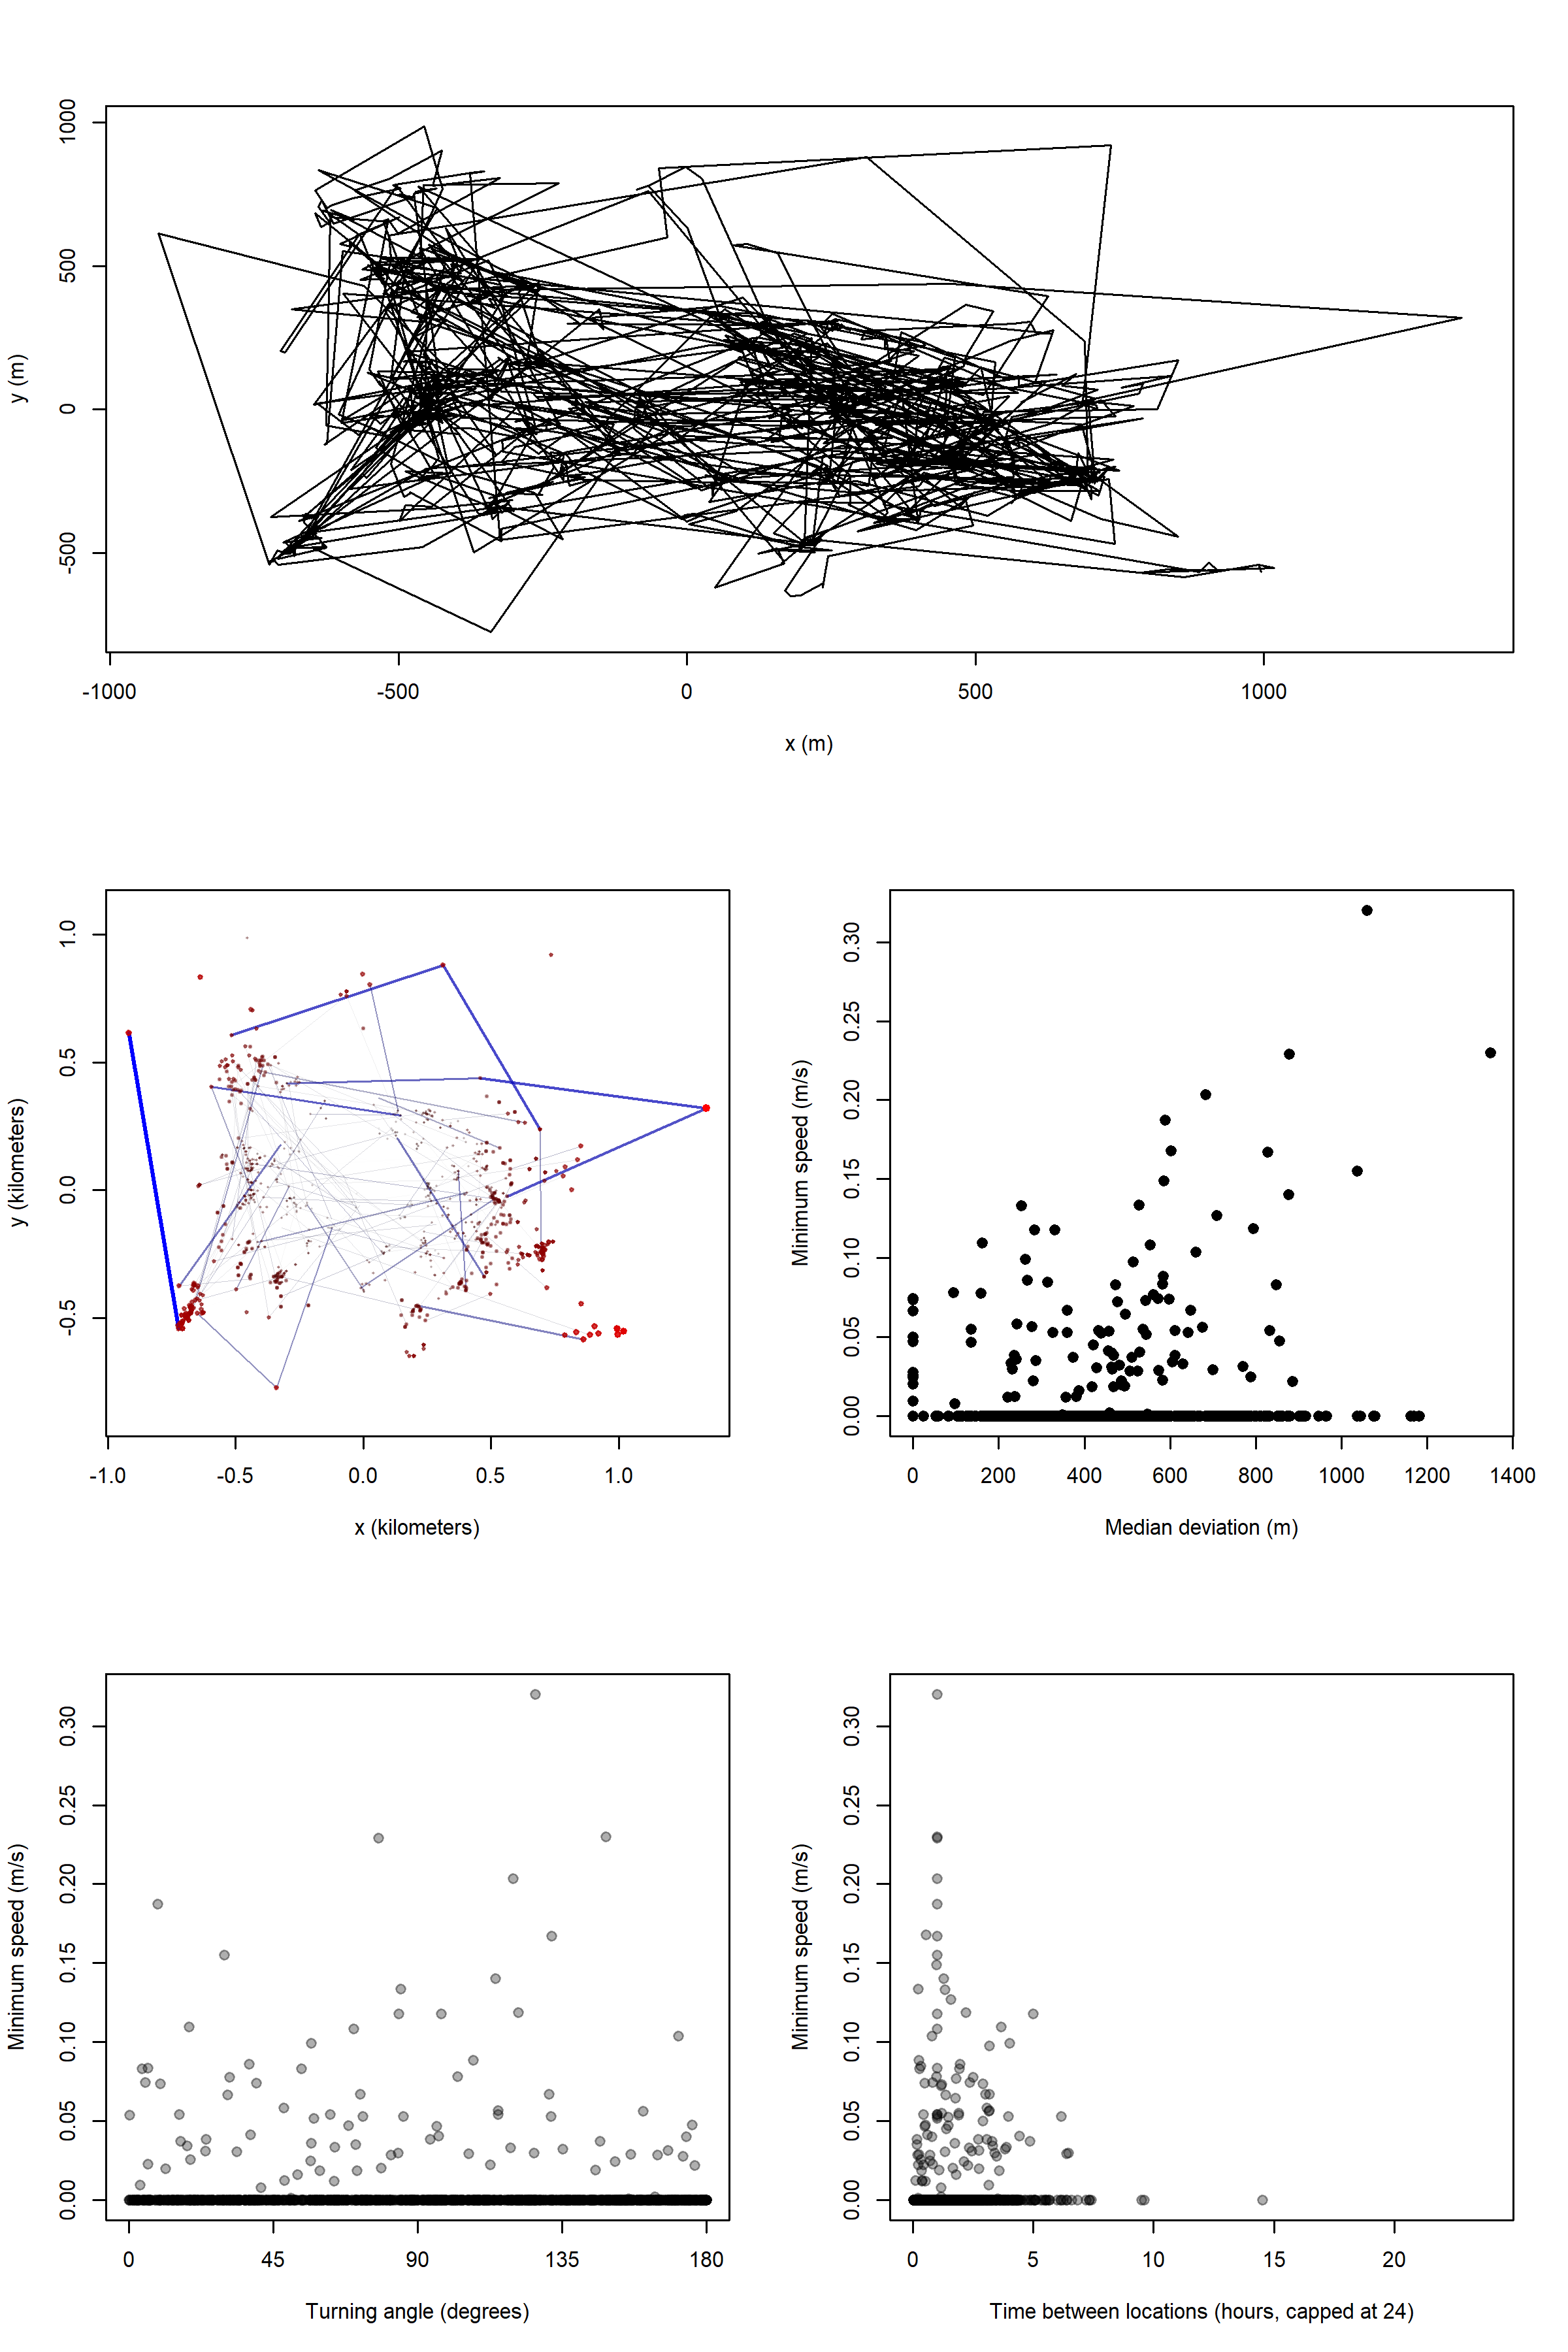 1000
500
0
-500
y (m)
-1000 -500 0 500 1000
x (m)
1.0
0.5
0.0
-0.5
y (kilometers)
-1.0 -0.5 0.0 0.5 1.0
x (kilometers)
0.30
0.25
0.20
0.15
0.10
0.05
0.00
Minimum speed (m/s)
0 200 400 600 800 1000 1200 1400
Median deviation (m)
0.30
0.25
0.20
0.15
0.10
0.05
0.00
Minimum speed (m/s)
0 45 90 135 180
Turning angle (degrees)
0.30
0.25
0.20
0.15
0.10
0.05
0.00
Minimum speed (m/s)
0 5 10 15 20
Time between locations (hours, capped at 24)